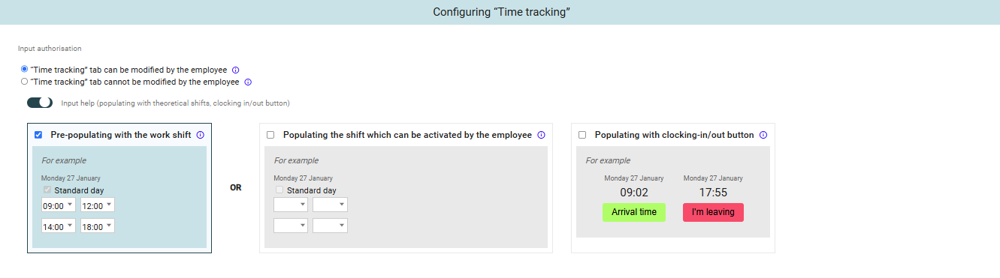 Configuring “Time tracking”
Input authorisation
“Time tracking” tab can be modified by the employee
“Time tracking” tab cannot be modified by the employee
Input help (populating with theoretical shifts, clocking in/out button)
Pre-populating with the work shift
For example
Monday 27 January
Standard day
09:00 12:00
14:00 18:00
OR
Populating the shift which can be activated by the employee
For example
Monday 27 January
Standard day
Populating with clocking-in/out button
For example
Monday 27 January Monday 27 January
09:02 17:55
Arrival time I'm leaving